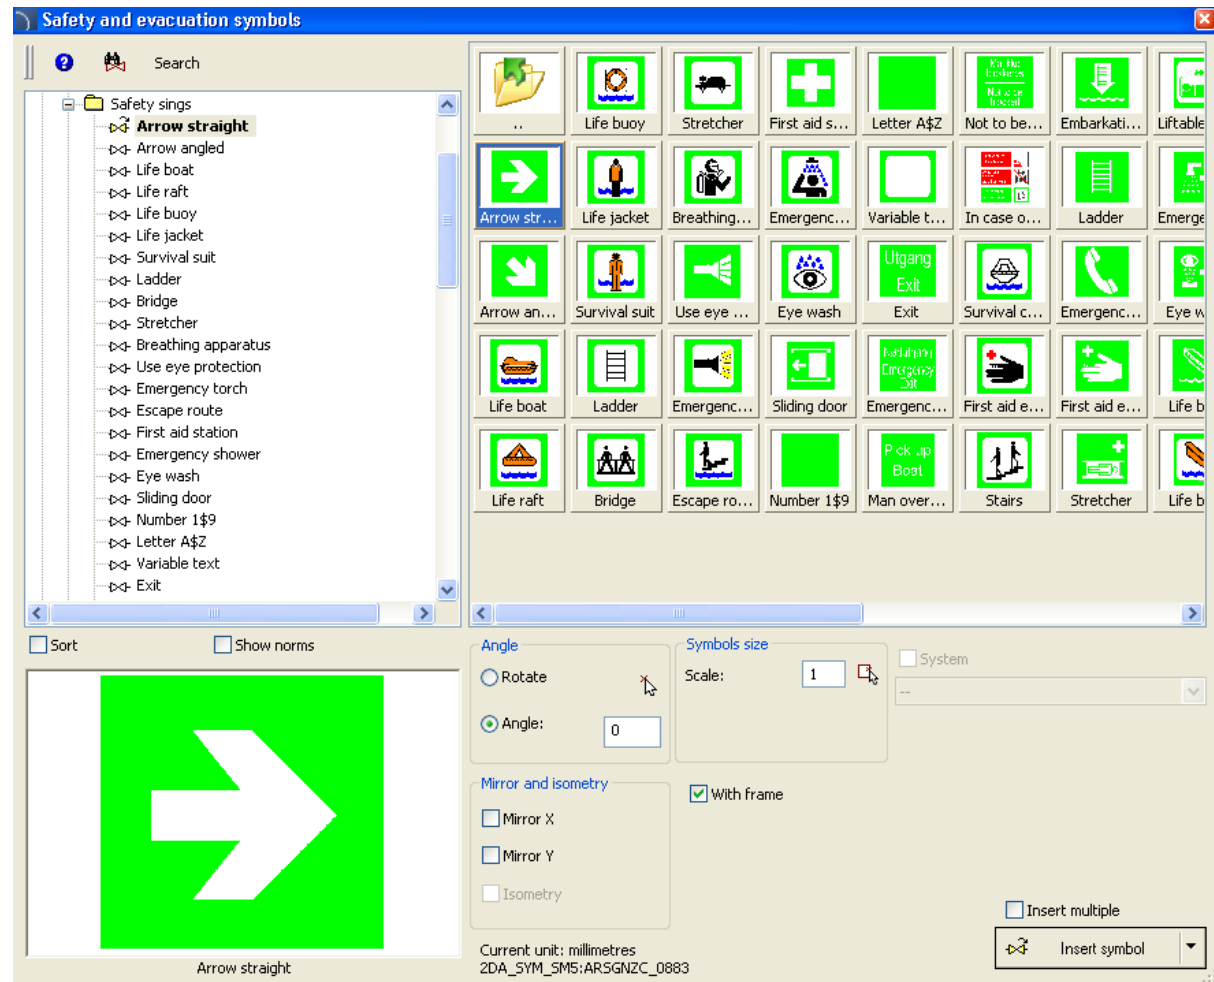 Safety and evacuation symbols
Search
Safety sings
Arrow straight
Arrow angled
Life boat
Life raft
Life buoy
Life jacket
Survival suit
Ladder
Bridge
Stretcher
Breathing apparatus
Use eye protection
Emergency torch
Escape route
First aid station
Emergency shower
Eye wash
Sliding door
Number 1$9
Letter A$Z
Variable text
Exit
Sort
Show norms
Arrow straight
..
Life buoy
Stretcher
First aid s...
Letter A$Z
Not to be...
Embarkati...
Liftable
Arrow str...
Life jacket
Breathing...
Emergenc...
Variable t...
In case o...
Ladder
Emerge
Utgang
Exit
Arrow an...
Survival suit
Use eye ...
Eye wash
Exit
Survival c...
Emergenc...
Eye w
Emergency
Exit
Life boat
Ladder
Emergenc...
Sliding door
Emergenc...
First aid e...
First aid e...
Life b
Pick up
Boat
Life raft
Bridge
Escape ro...
Number 1$9
Man over...
Stairs
Stretcher
Life b
Angle
Rotate
Angle:
0
Symbols size
Scale:
1
System
--
Mirror and isometry
Mirror X
Mirror Y
Isometry
With frame
Current unit: millimetres
2DA_SYM_SM5:ARSGNZC_0883
Insert multiple
Insert symbol